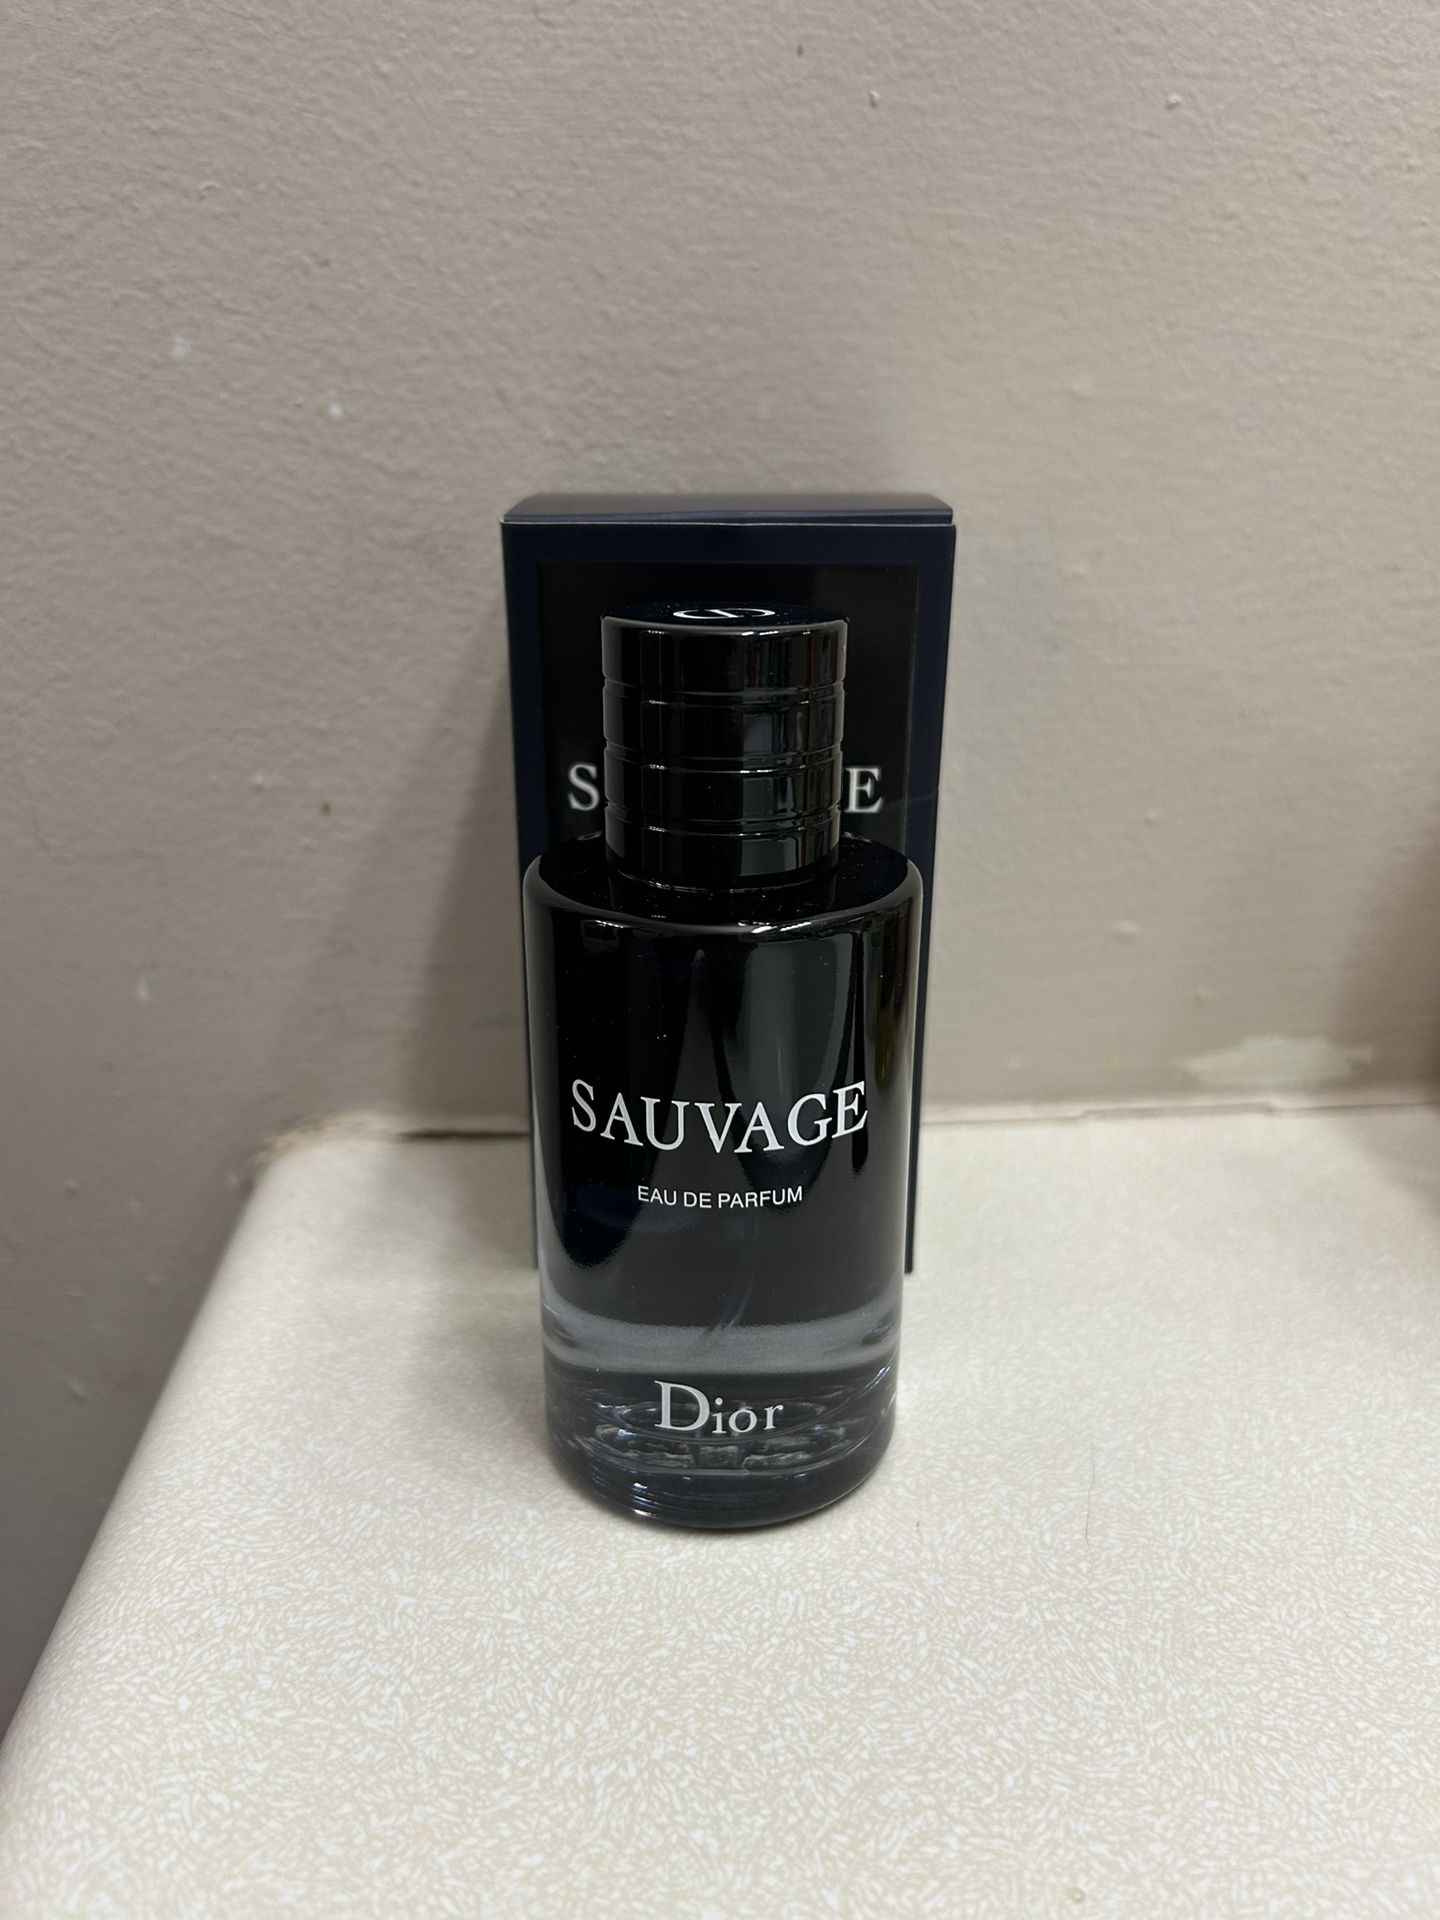 S E
SAUVAGE
EAU DE PARFUM
Dior